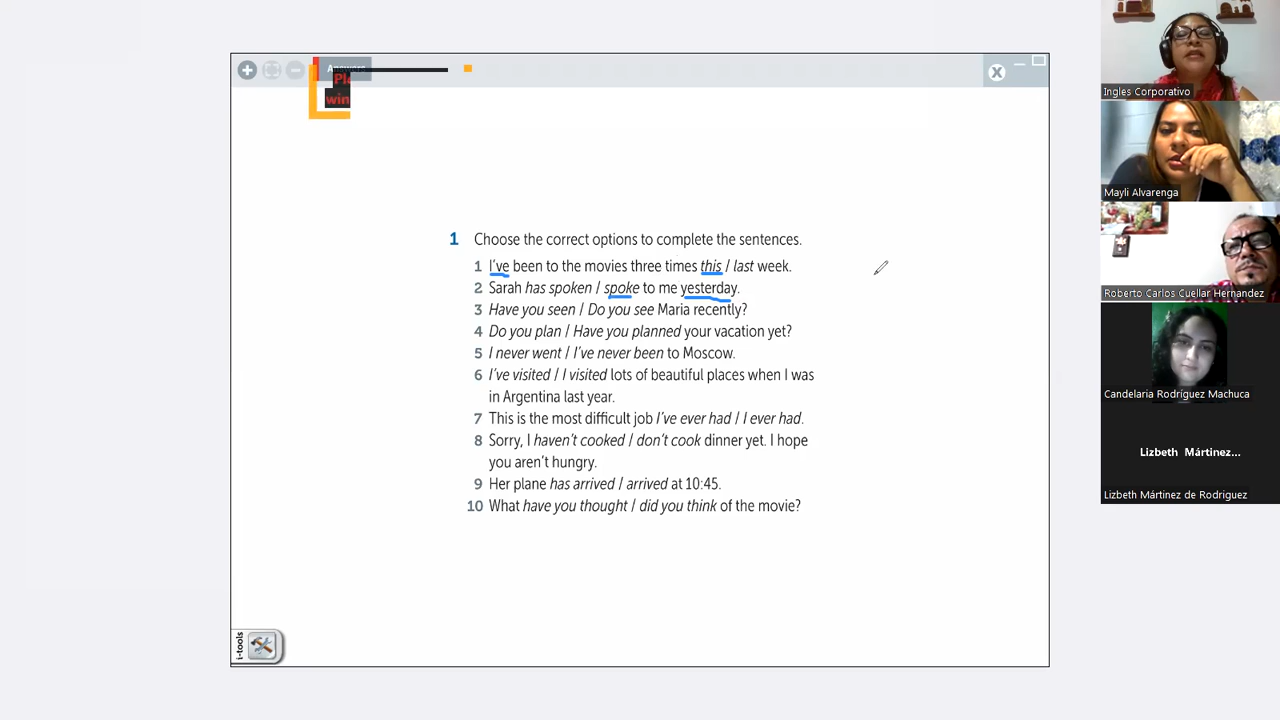 Answers
Pl
win
1 Choose the correct options to complete the sentences.
1 I've been to the movies three times this / last week.
2 Sarah has spoken / spoke to me yesterday.
3 Have you seen / Do you see Maria recently?
4 Do you plan / Have you planned your vacation yet?
5 I never went / I've never been to Moscow.
6 I've visited / I visited lots of beautiful places when I was
in Argentina last year.
7 This is the most difficult job I've ever had / I ever had.
8 Sorry, I haven't cooked / don't cook dinner yet. I hope
you aren't hungry.
9 Her plane has arrived / arrived at 10:45.
10 What have you thought / did you think of the movie?
i-tools
Ingles Corporativo
Mayli Alvarenga
Roberto Carlos Cuellar Hernandez
Candelaria Rodríguez Machuca
Lizbeth Mártinez...
Lizbeth Mártinez de Rodriguez